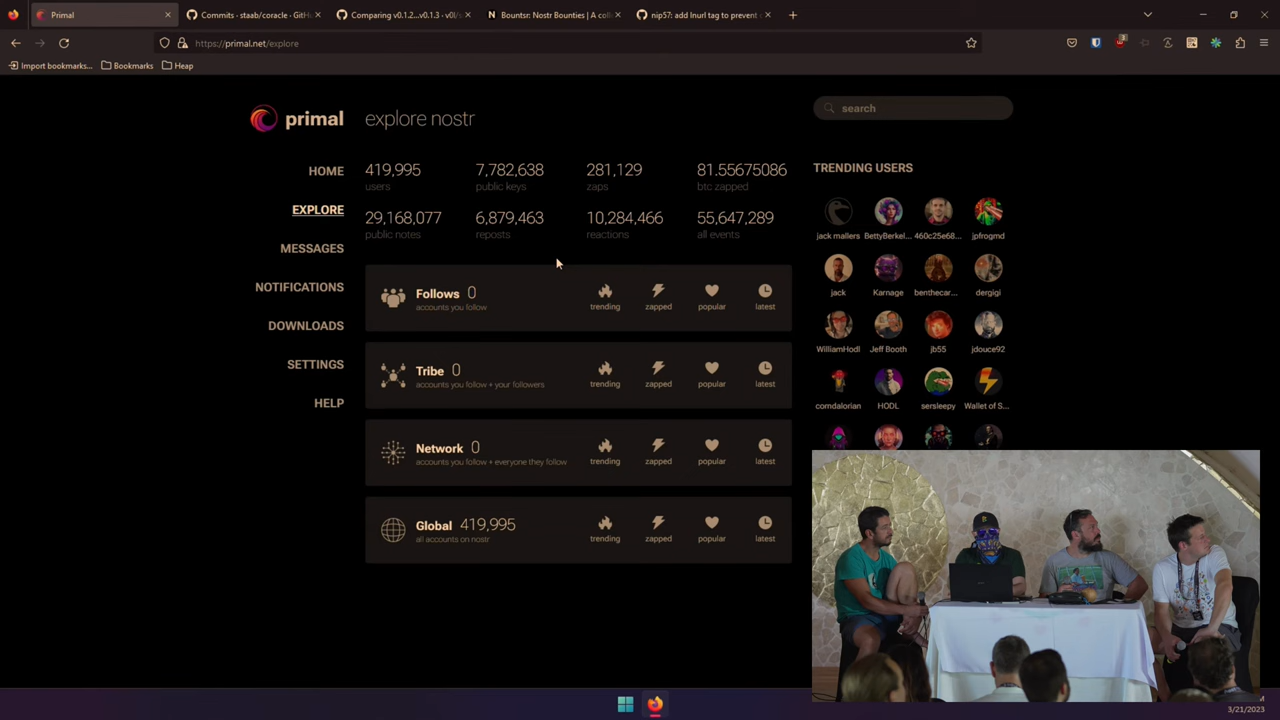 Primal
Commits · staab/coracle · GitH
Comparing v0.1.2...v0.1.3 · v0l/s
Bountsr: Nostr Bounties | A coll
nip57: add lnurl tag to prevent
https://primal.net/explore
3
Import bookmarks...
Bookmarks
Heap
primal
explore nostr
search
HOME
EXPLORE
MESSAGES
NOTIFICATIONS
DOWNLOADS
SETTINGS
HELP
419,995
users
7,782,638
public keys
281,129
zaps
81.55675086
btc zapped
29,168,077
public notes
6,879,463
reposts
10,284,466
reactions
55,647,289
all events
Follows 0
accounts you follow
trending
zapped
popular
latest
Tribe 0
accounts you follow + your followers
trending
zapped
popular
latest
Network 0
accounts you follow + everyone they follow
trending
zapped
popular
latest
Global 419,995
all accounts on nostr
trending
zapped
popular
latest
TRENDING USERS
jack mallers
BettyBerkel...
460c25e68...
jpfrogmd
jack
Karnage
benthecar...
dergigi
WilliamHodl
Jeff Booth
jb55
jdouce92
corndalorian
HODL
sersleepy
Wallet of S...
3/21/2023